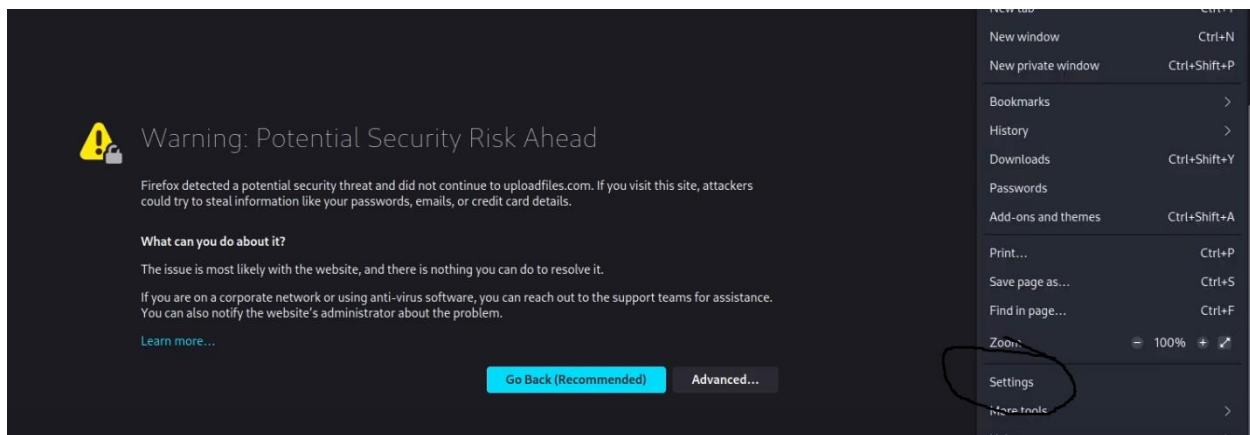 Warning: Potential Security Risk Ahead
Firefox detected a potential security threat and did not continue to uploadfiles.com. If you visit this site, attackers
could try to steal information like your passwords, emails, or credit card details.
What can you do about it?
The issue is most likely with the website, and there is nothing you can do to resolve it.
If you are on a corporate network or using anti-virus software, you can reach out to the support teams for assistance.
You can also notify the website's administrator about the problem.
Learn more...
Go Back (Recommended) Advanced...
New tab Ctrl+T
New window Ctrl+N
New private window Ctrl+Shift+P
Bookmarks
History
Downloads Ctrl+Shift+Y
Passwords
Add-ons and themes Ctrl+Shift+A
Print... Ctrl+P
Save page as... Ctrl+S
Find in page... Ctrl+F
Zoom - 100% +
Settings
More tools